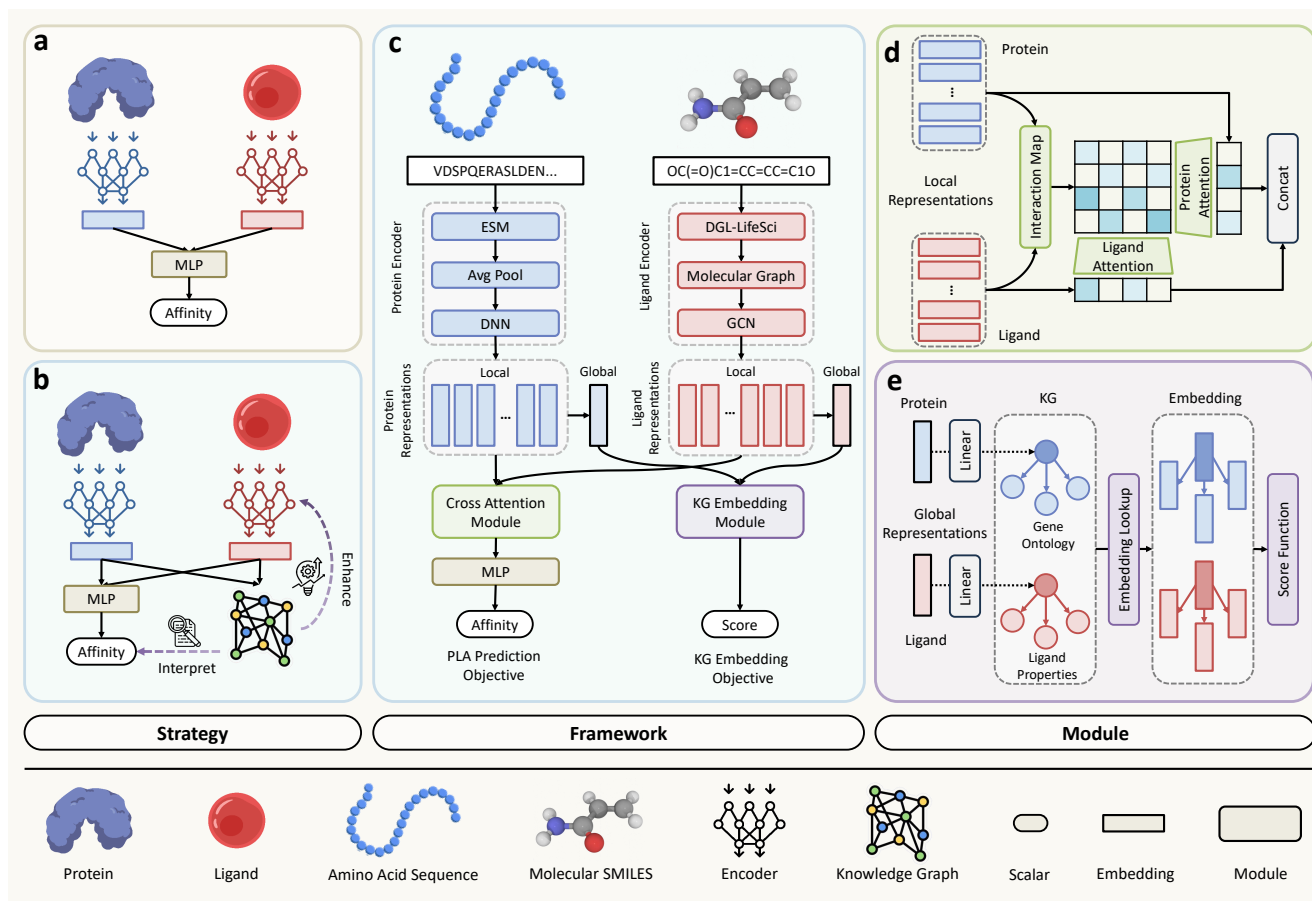 a
MLP
Affinity
b
MLP
Affinity
Interpret
Enhance
c
VDSPQERASLDEN...
OC(=O)C1=CC=CC=C1O
Protein Encoder
ESM
Avg Pool
DNN
Ligand Encoder
DGL-LifeSci
Molecular Graph
GCN
Protein
Representations
Local
...
Global
Ligand
Representations
Local
...
Global
Cross Attention
Module
KG Embedding
Module
MLP
Affinity
Score
PLA Prediction
Objective
KG Embedding
Objective
d
Protein
...
Local
Representations
...
Ligand
Interaction Map
Protein
Attention
Ligand
Attention
Concat
e
Protein
KG
Embedding
Linear
Gene
Ontology
Global
Representations
Linear
Ligand
Ligand
Properties
Embedding Lookup
Score Function
Strategy
Framework
Module
Protein
Ligand
Amino Acid Sequence
Molecular SMILES
Encoder
Knowledge Graph
Scalar
Embedding
Module